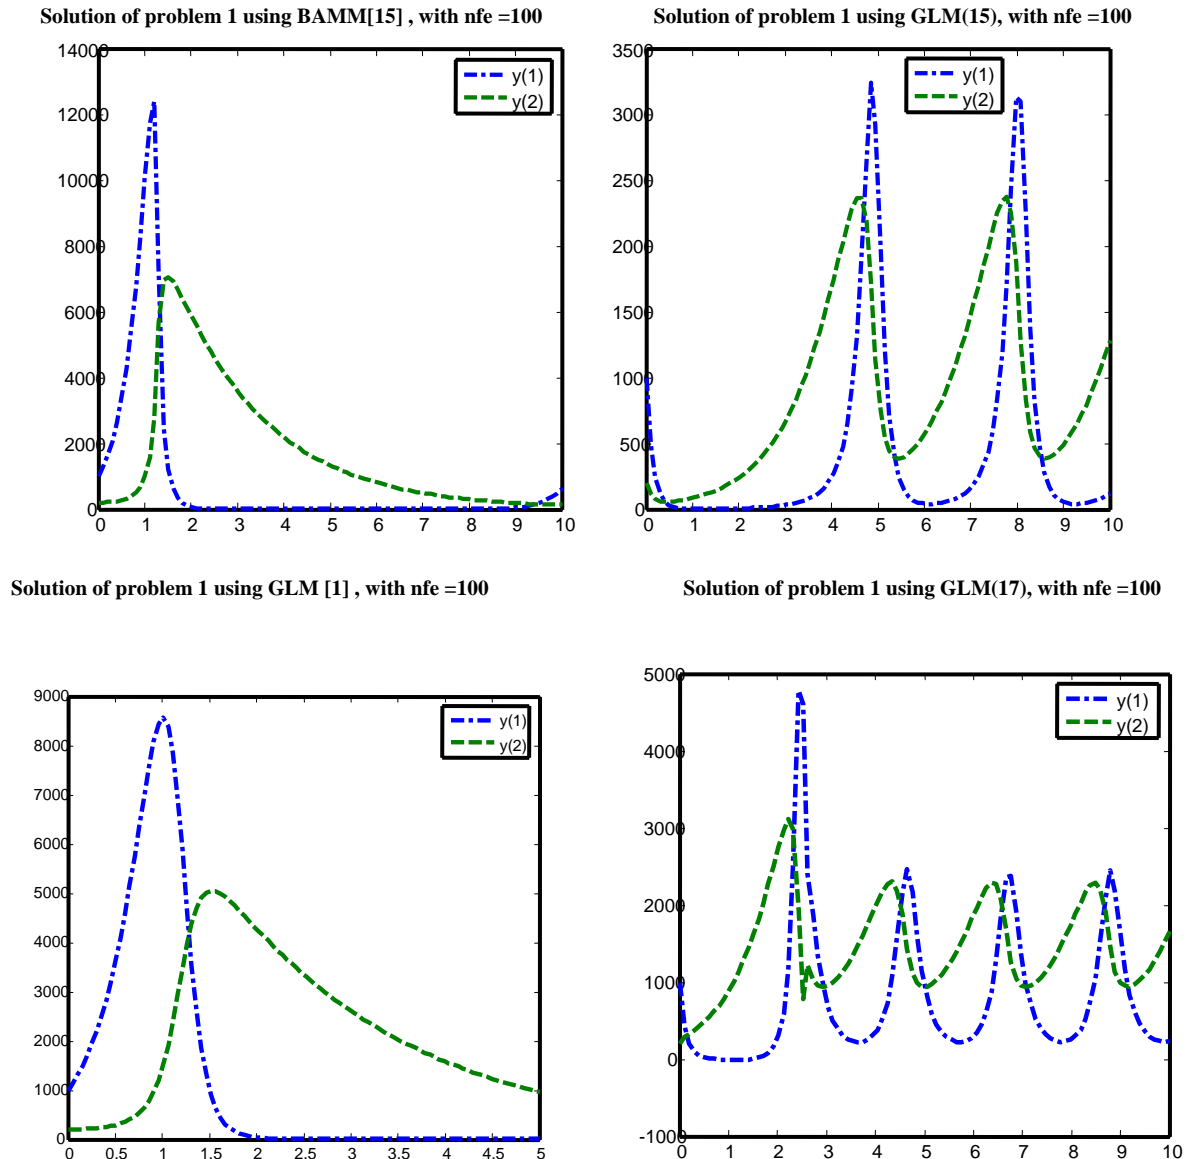 Solution of problem 1 using BAMM[15] , with nfe =100
14000
12000
10000
8000
6000
4000
2000
0
0 1 2 3 4 5 6 7 8 9 10
y(1)
y(2)
Solution of problem 1 using GLM(15), with nfe =100
3500
3000
2500
2000
1500
1000
500
0
0 1 2 3 4 5 6 7 8 9 10
y(1)
y(2)
Solution of problem 1 using GLM [1] , with nfe =100
9000
8000
7000
6000
5000
4000
3000
2000
1000
0
0 0.5 1 1.5 2 2.5 3 3.5 4 4.5 5
y(1)
y(2)
Solution of problem 1 using GLM(17), with nfe =100
5000
4000
3000
2000
1000
0
-1000
0 1 2 3 4 5 6 7 8 9 10
y(1)
y(2)